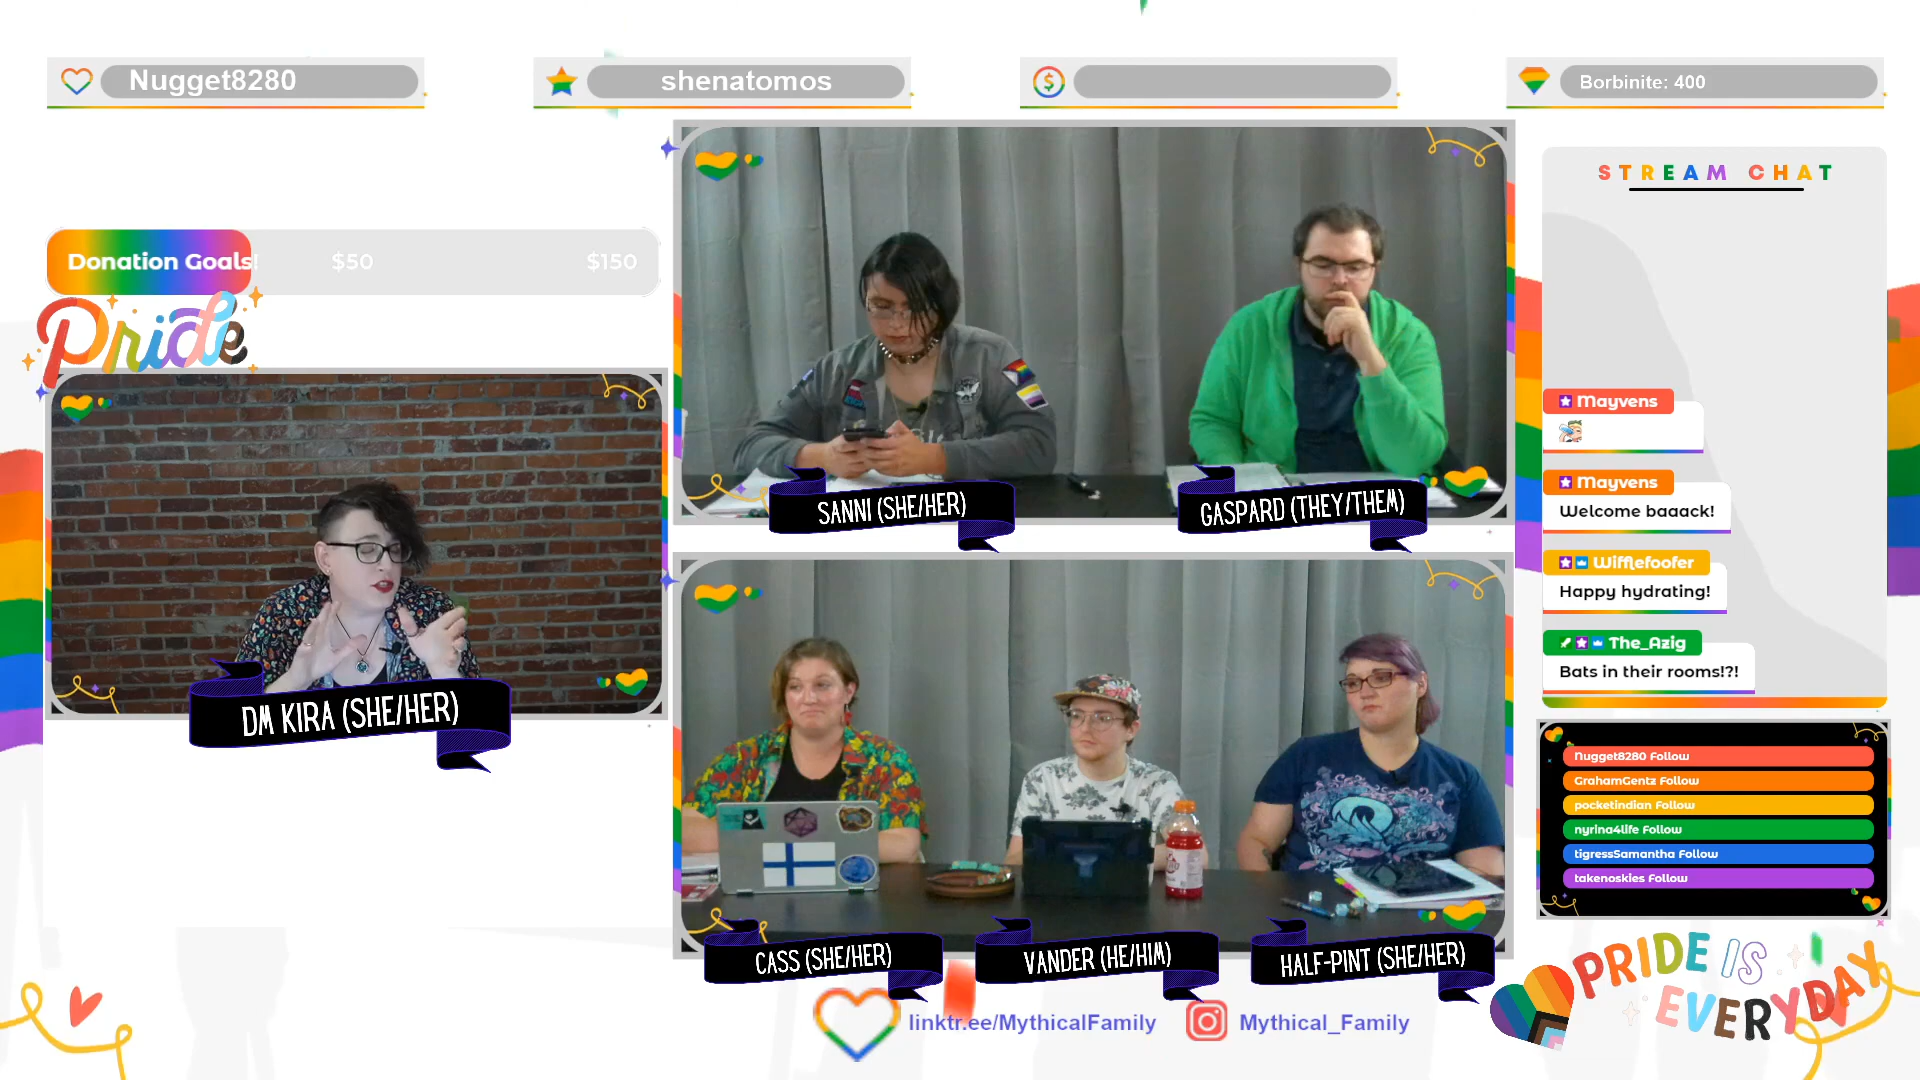 Nugget8280
shenatomos
Borbinite: 400
Donation Goals!
$50
$150
Pride
STREAM CHAT
Mayvens
Mayvens
Welcome baaack!
Wifflefoofer
Happy hydrating!
The_Azig
Bats in their rooms!?!
SANNI (SHE/HER)
GASPARD (THEY/THEM)
DM KIRA (SHE/HER)
CASS (SHE/HER)
VANDER (HE/HIM)
HALF-PINT (SHE/HER)
Nugget8280 Follow
GrahamGentz Follow
pocketindian Follow
nyrina4life Follow
tigressSamantha Follow
takenoskies Follow
linktr.ee/MythicalFamily
Mythical_Family
PRIDE IS
EVERYDAY